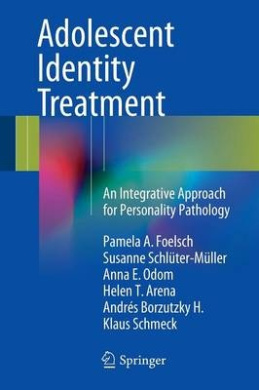 Adolescent
Identity
Treatment
An Integrative Approach
for Personality Pathology
Pamela A. Foelsch
Susanne Schlüter-Müller
Anna E. Odom
Helen T. Arena
Andrés Borzutzky H.
Klaus Schmeck
Springer